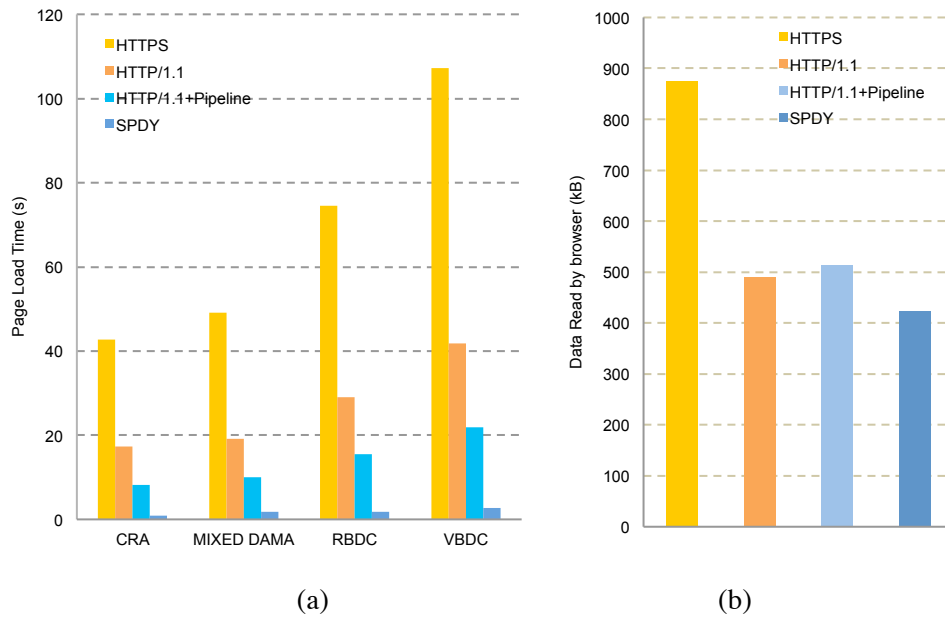 120
100
80
60
40
20
0
Page Load Time (s)
HTTPS
HTTP/1.1
HTTP/1.1+Pipeline
SPDY
CRA
MIXED DAMA
RBDC
VBDC
(a)
1000
900
800
700
600
500
400
300
200
100
0
Data Read by browser (kB)
HTTPS
HTTP/1.1
HTTP/1.1+Pipeline
SPDY
(b)